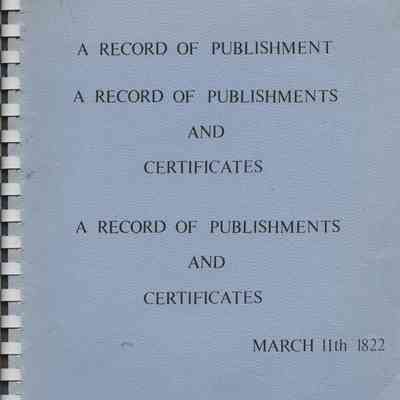 A RECORD OF PUBLISHMENT
A RECORD OF PUBLISHMENTS
AND
CERTIFICATES
A RECORD OF PUBLISHMENTS
AND
CERTIFICATES
MARCH 11th 1822